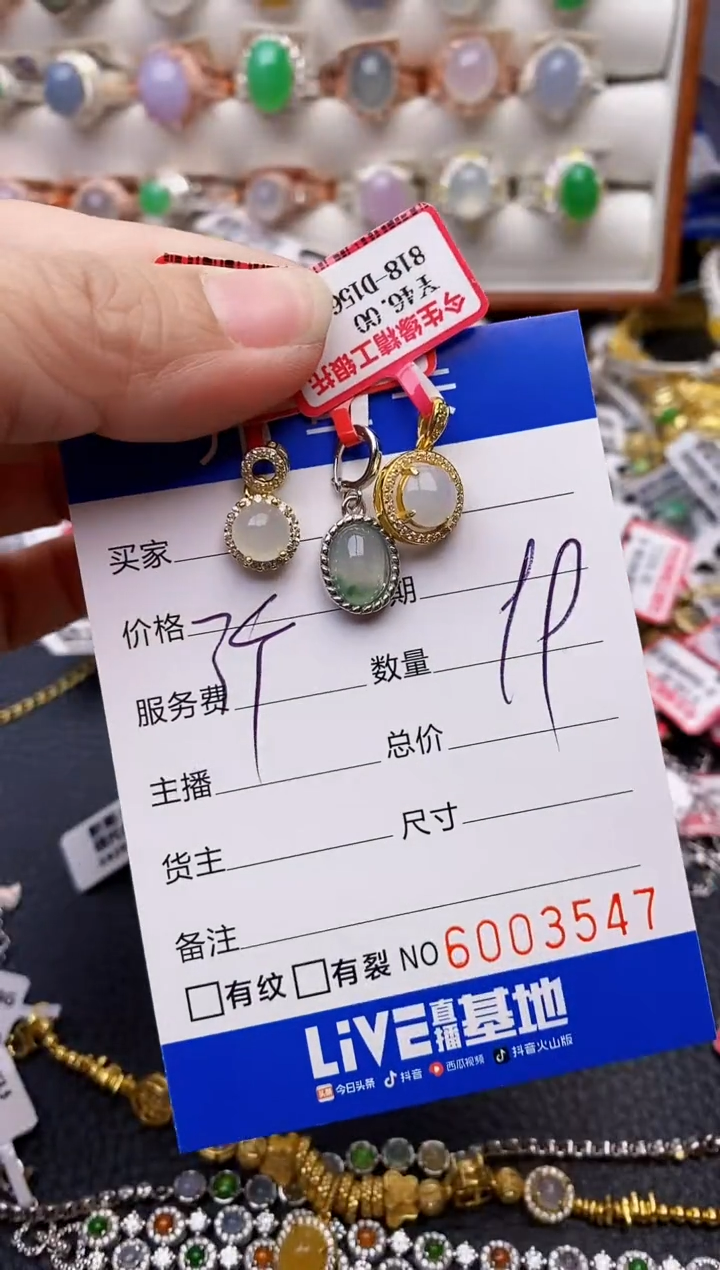 818-D156
¥46.00
今生缘精工银托
买家
价格 期
服务费 数量
主播 总价
货主 尺寸
备注
有纹 有裂 NO 6003547
LiVE直播基地
今日头条 抖音 西瓜视频 抖音火山版